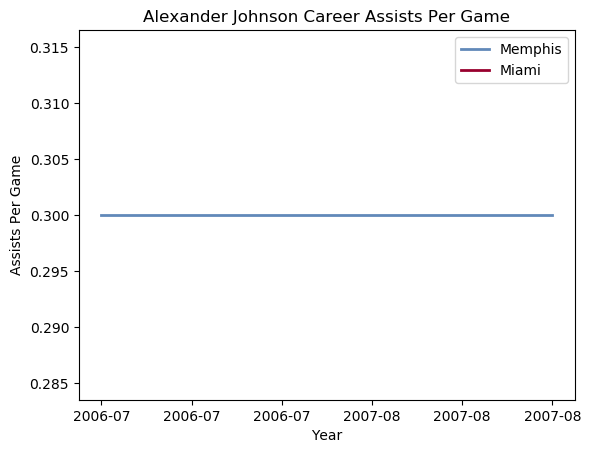 Alexander Johnson Career Assists Per Game
Memphis
Miami
Assists Per Game
0.315
0.310
0.305
0.300
0.295
0.290
0.285
2006-07 2006-07 2006-07 2007-08 2007-08 2007-08
Year